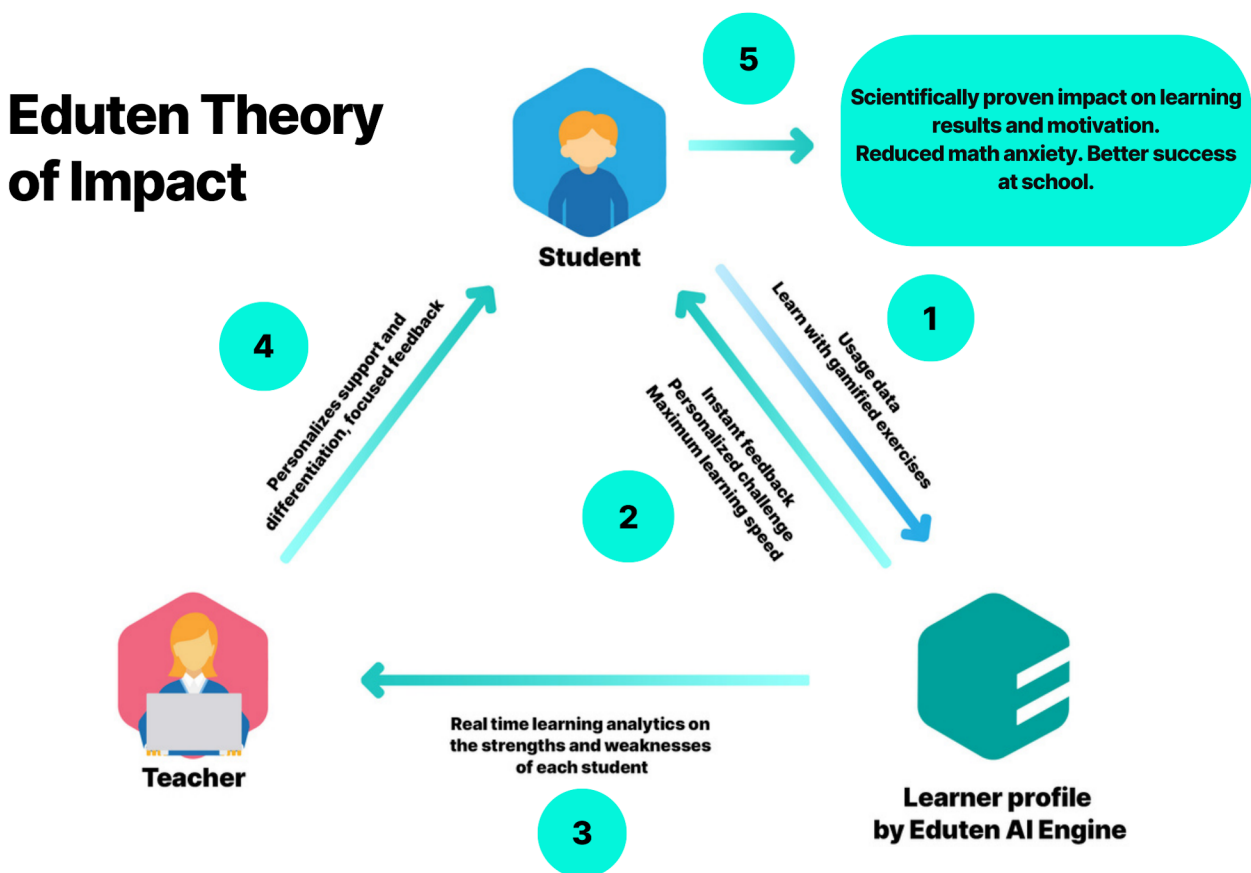 Eduten Theory
of Impact
5
Scientifically proven impact on learning
results and motivation.
Reduced math anxiety. Better success
at school.
Student
1
Usage data
Learn with gamified exercises
2
Instant feedback
Personalized challenge
Maximum learning speed
4
Personalizes support and
differentiation, focused feedback
Teacher
Real time learning analytics on
the strengths and weaknesses
of each student
3
Learner profile
by Eduten AI Engine